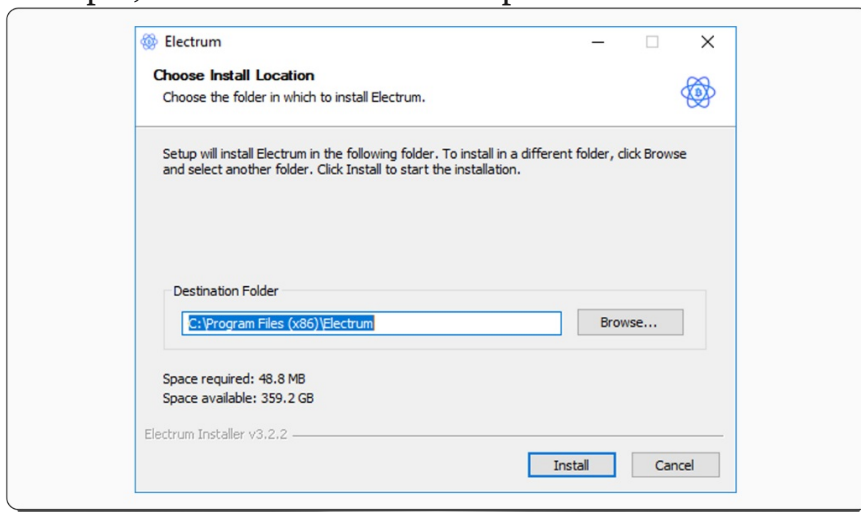 Electrum
Choose Install Location
Choose the folder in which to install Electrum.
Setup will install Electrum in the following folder. To install in a different folder, click Browse
and select another folder. Click Install to start the installation.
Destination Folder
C:\Program Files (x86)\Electrum
Browse...
Space required: 48.8 MB
Space available: 359.2 GB
Electrum Installer v3.2.2
Install
Cancel